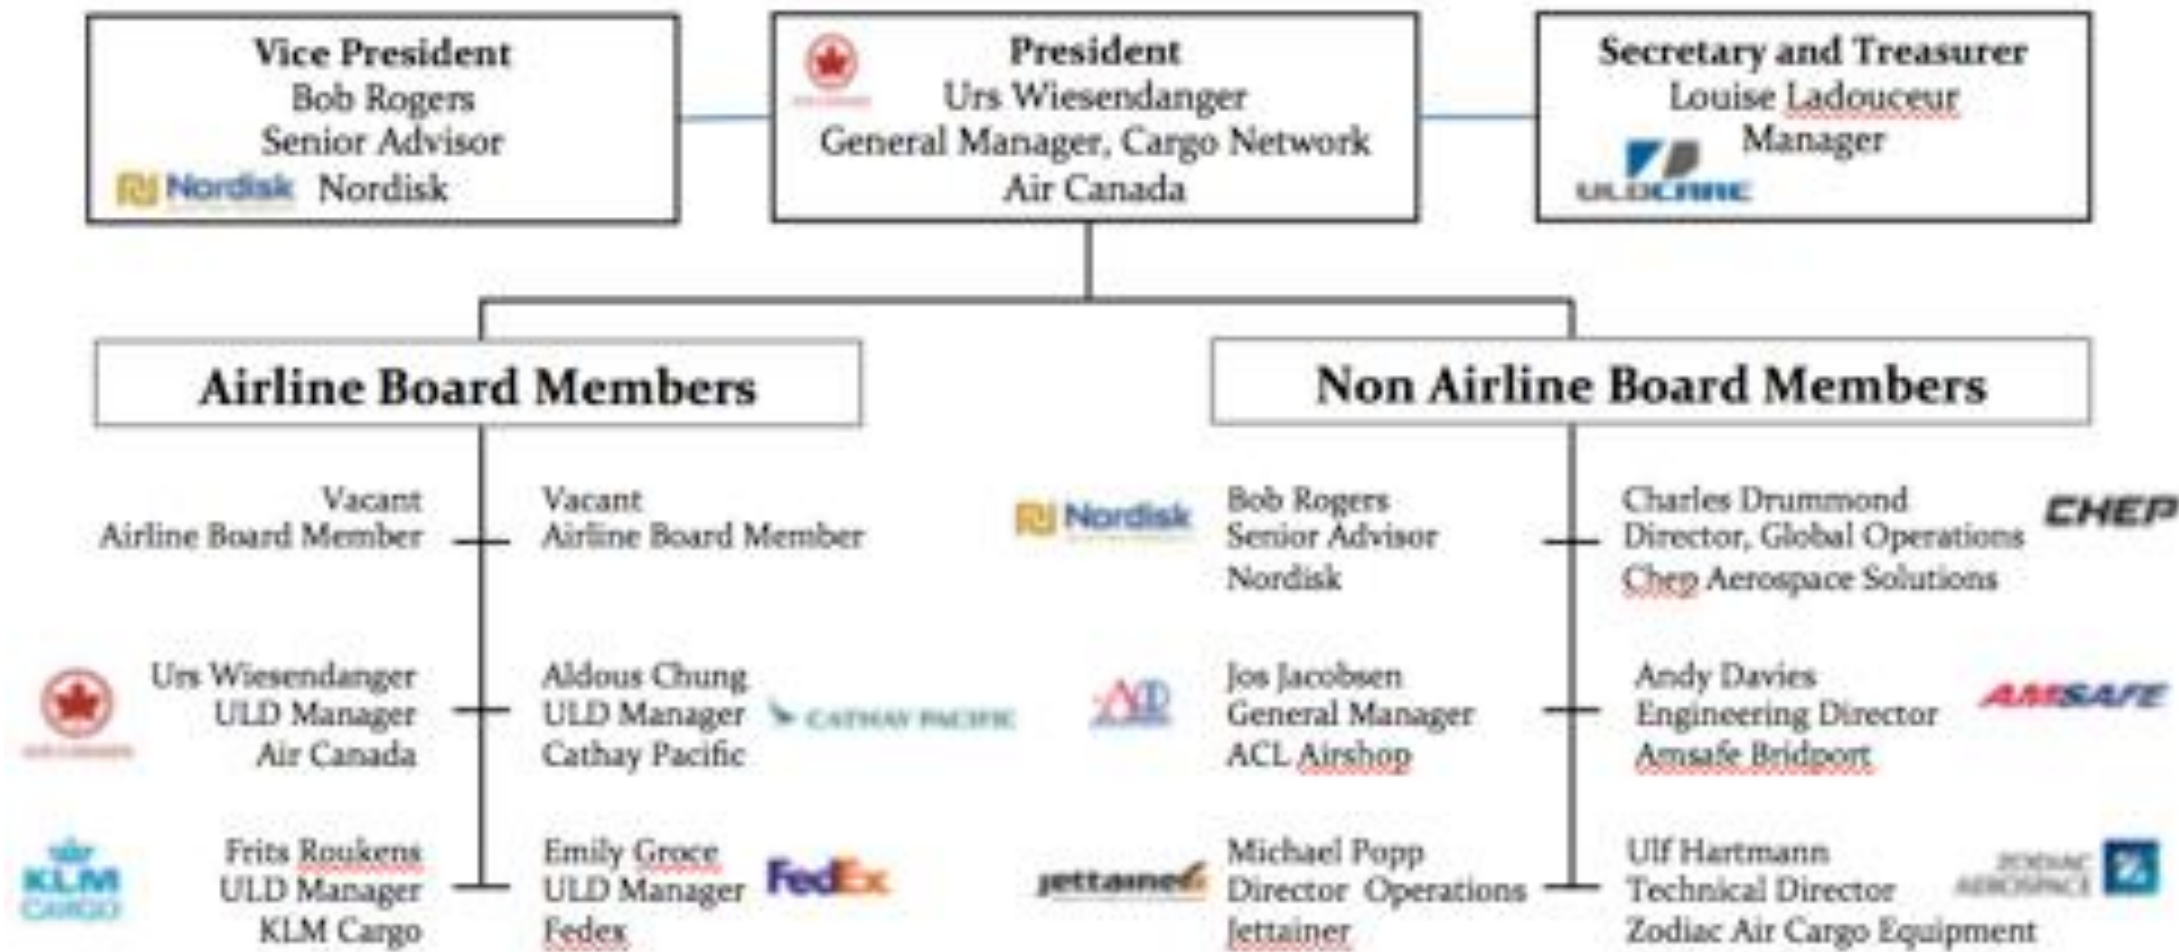 Vice President
Bob Rogers
Senior Advisor
Nordisk Nordisk
President
Urs Wiesendanger
General Manager, Cargo Network
Air Canada
Secretary and Treasurer
Louise Ladouceur
Manager
ULDCARE
Airline Board Members
Non Airline Board Members
Vacant
Airline Board Member
Vacant
Airline Board Member
Urs Wiesendanger
ULD Manager
Air Canada
Aldous Chung
ULD Manager
Cathay Pacific
CATHAY PACIFIC
KLM
CARGO
Frits Roukens
ULD Manager
KLM Cargo
Emily Groce
ULD Manager
Fedex
FedEx
Nordisk
Bob Rogers
Senior Advisor
Nordisk
Charles Drummond
Director, Global Operations
Chep Aerospace Solutions
CHEP
Jos Jacobsen
General Manager
ACL Airshop
Andy Davies
Engineering Director
Amsafe Bridport
AMSAFE
jettainer
Michael Popp
Director Operations
Jettainer
Ulf Hartmann
Technical Director
Zodiac Air Cargo Equipment
ZODIAC
AEROSPACE